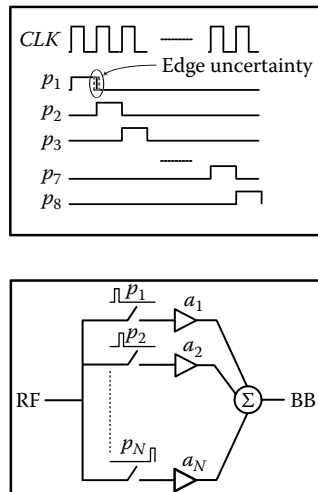 CLK
Edge uncertainty
p1
p2
p3
p7
p8
p1 a1
p2 a2
RF Σ BB
pN aN